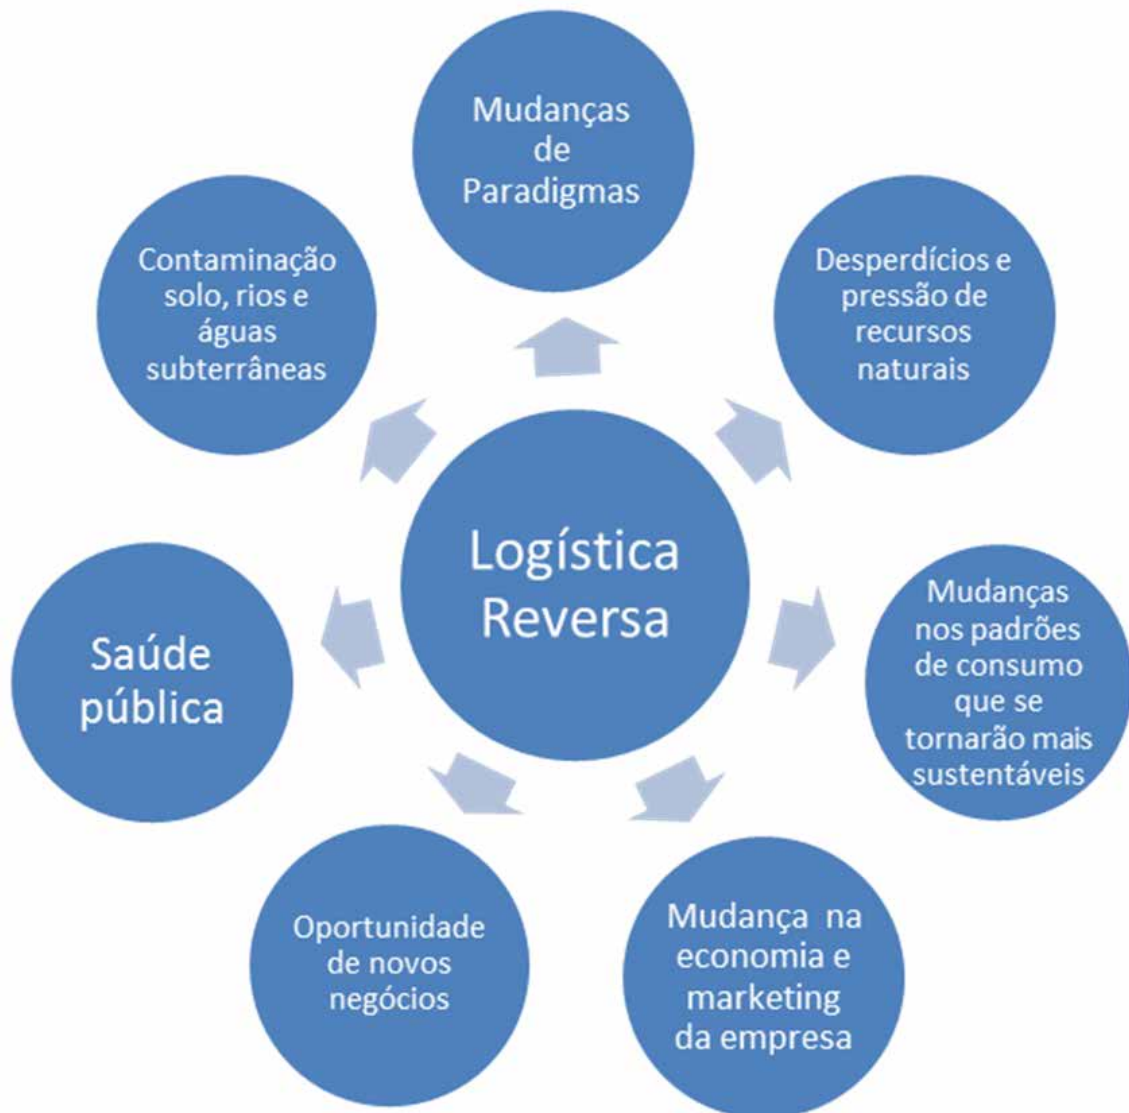 Mudanças
de
Paradigmas
Desperdícios e
pressão de
recursos
naturais
Mudanças
nos padrões
de consumo
que se
tornarão mais
sustentáveis
Mudança na
economia e
marketing
da empresa
Oportunidade
de novos
negócios
Saúde
pública
Contaminação
solo, rios e
águas
subterrâneas
Logística
Reversa